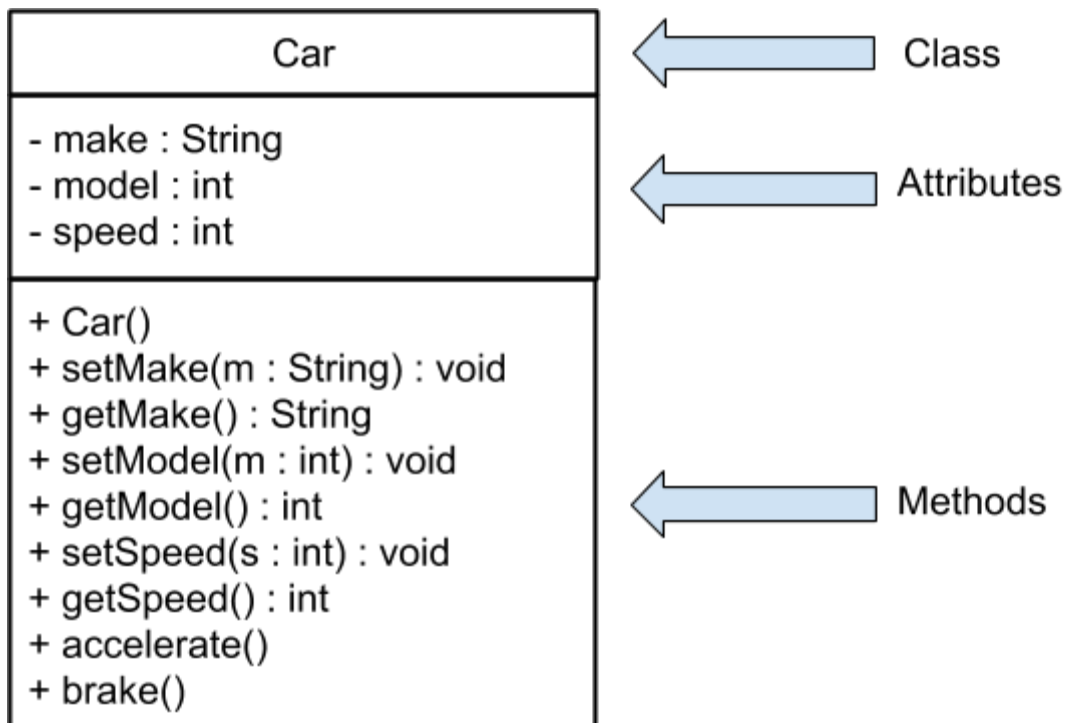 Car
Class
- make : String
- model : int
- speed : int
Attributes
+ Car()
+ setMake(m : String) : void
+ getMake() : String
+ setModel(m : int) : void
+ getModel() : int
+ setSpeed(s : int) : void
+ getSpeed() : int
+ accelerate()
+ brake()
Methods